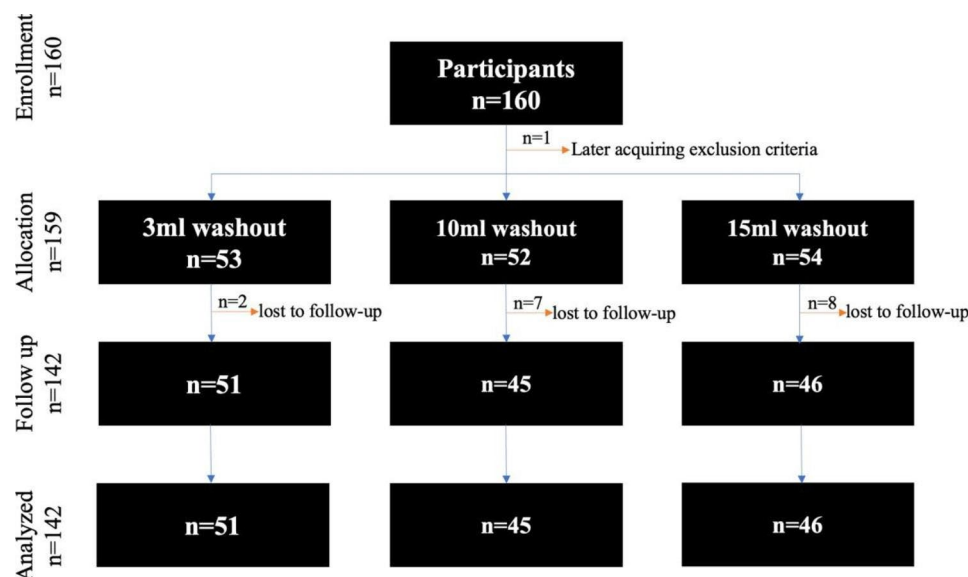 Enrollment
n=160
Participants
n=160
n=1
Later acquiring exclusion criteria
Allocation
n=159
3ml washout
n=53
10ml washout
n=52
15ml washout
n=54
n=2
lost to follow-up
n=7
lost to follow-up
n=8
lost to follow-up
Follow up
n=142
n=51
n=45
n=46
Analyzed
n=142
n=51
n=45
n=46